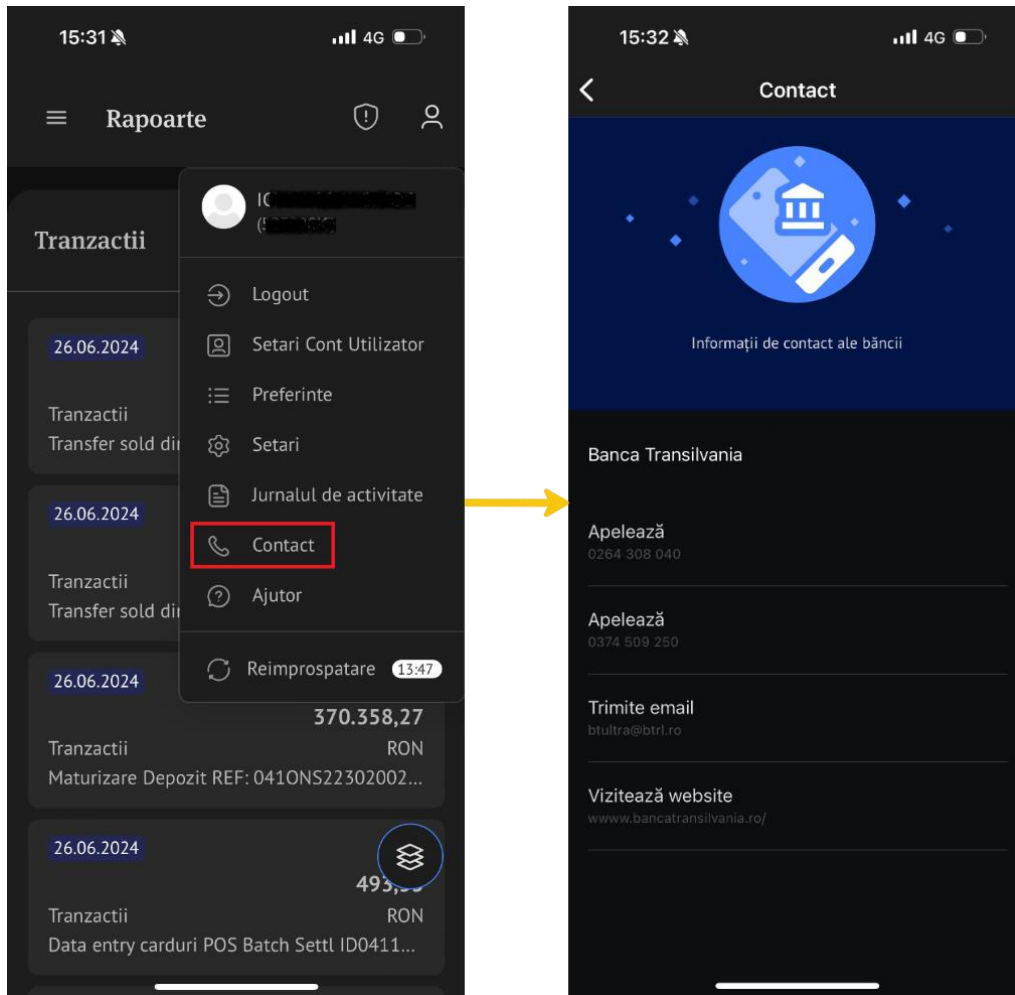 15:31
4G
Rapoarte
Tranzactii
Logout
Setari Cont Utilizator
Preferinte
Setari
Jurnalul de activitate
Contact
Ajutor
Reimprospatare 13:47
26.06.2024
Tranzactii
Transfer sold
26.06.2024
Tranzactii
Transfer sold
26.06.2024
370.358,27
Tranzactii RON
Maturizare Depozit REF: 041ONS22302002...
26.06.2024
Tranzactii RON
Data entry carduri POS Batch Settl ID0411...
15:32
4G
Contact
Informații de contact ale băncii
Banca Transilvania
Apelează
0264 308 040
Apelează
0374 509 250
Trimite email
btultra@btrl.ro
Vizitează website
wwww.bancatransilvania.ro/